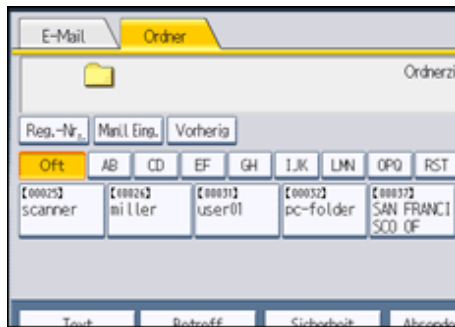 E-Mail Ordner
Ordnerzi
Reg.-Nr. Manll Eing. Vorherig
Oft AB CD EF GH IJK LMN OPQ RST
[00025] [00026] [00031] [00032] [00037]
scanner miller user01 pc-folder SAN FRANCI
SCO OF
Text Betreff Sicherheit Absende